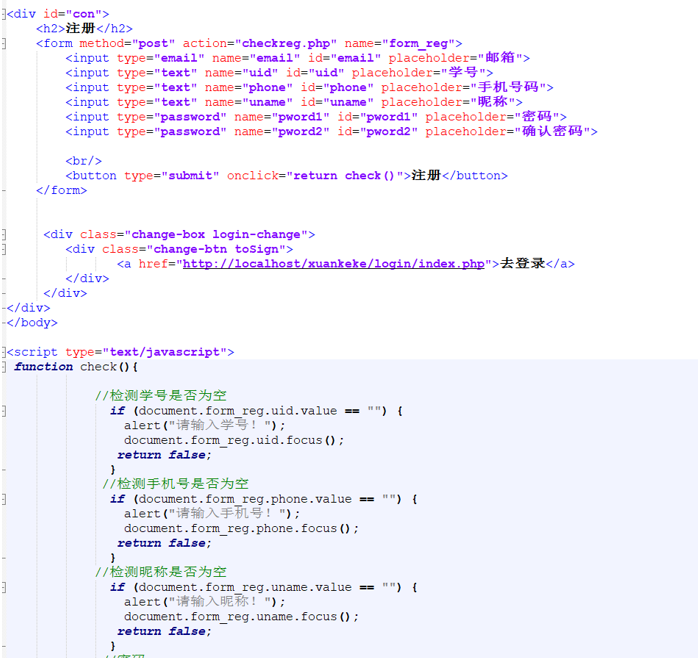 <div id="con">
<h2>注册</h2>
<form method="post" action="checkreg.php" name="form_reg">
<input type="email" name="email" id="email" placeholder="邮箱">
<input type="text" name="uid" id="uid" placeholder="学号">
<input type="text" name="phone" id="phone" placeholder="手机号码">
<input type="text" name="uname" id="uname" placeholder="昵称">
<input type="password" name="pword1" id="pword1" placeholder="密码">
<input type="password" name="pword2" id="pword2" placeholder="确认密码">
<br/>
<button type="submit" onclick="return check()">注册</button>
</form>
<div class="change-box login-change">
<div class="change-btn toSign">
<a href="http://localhost/xuankeke/login/index.php">去登录</a>
</div>
</div>
</div>
</body>
<script type="text/javascript">
function check(){
//检测学号是否为空
if (document.form_reg.uid.value == "") {
alert("请输入学号！");
document.form_reg.uid.focus();
return false;
}
//检测手机号是否为空
if (document.form_reg.phone.value == "") {
alert("请输入手机号！");
document.form_reg.phone.focus();
return false;
}
//检测昵称是否为空
if (document.form_reg.uname.value == "") {
alert("请输入昵称！");
document.form_reg.uname.focus();
return false;
}